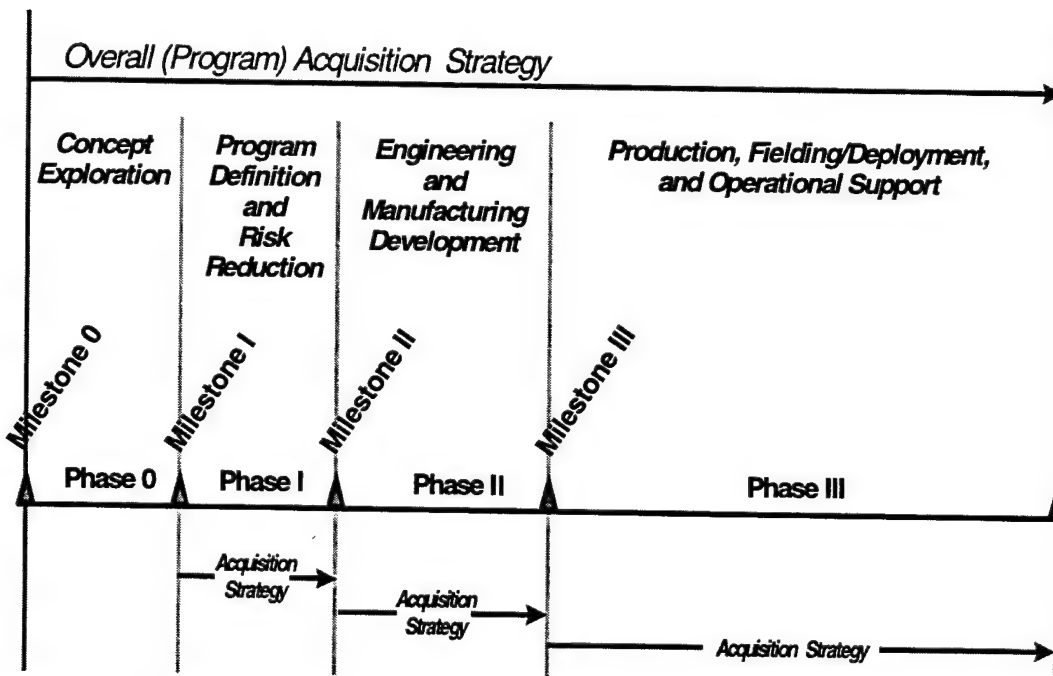 Overall (Program) Acquisition Strategy
Concept
Exploration
Program
Definition
and
Risk
Reduction
Engineering
and
Manufacturing
Development
Production, Fielding/Deployment,
and Operational Support
Milestone 0
Milestone I
Milestone II
Milestone III
Phase 0
Phase I
Phase II
Phase III
Acquisition
Strategy
Acquisition
Strategy
Acquisition Strategy